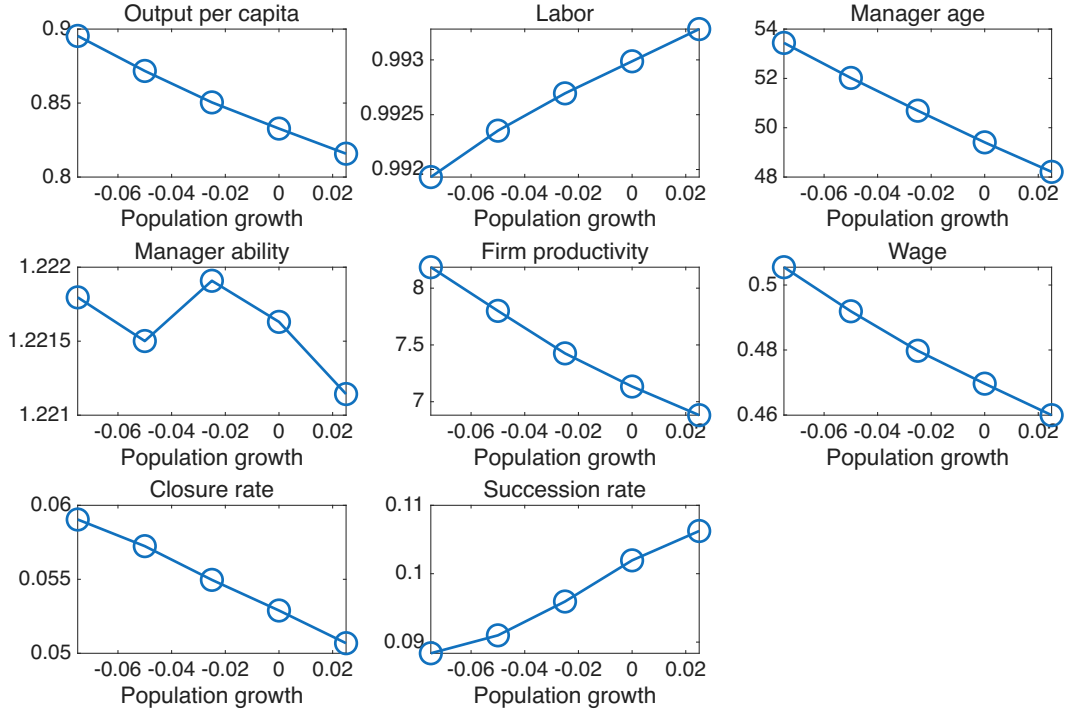 Output per capita
0.9
0.85
0.8
-0.06 -0.04 -0.02 0 0.02
Population growth
Labor
0.993
0.9925
0.992
-0.06 -0.04 -0.02 0 0.02
Population growth
Manager age
54
52
50
48
-0.06 -0.04 -0.02 0 0.02
Population growth
Manager ability
1.222
1.2215
1.221
-0.06 -0.04 -0.02 0 0.02
Population growth
Firm productivity
8
7.5
7
-0.06 -0.04 -0.02 0 0.02
Population growth
Wage
0.5
0.48
0.46
-0.06 -0.04 -0.02 0 0.02
Population growth
Closure rate
0.06
0.055
0.05
-0.06 -0.04 -0.02 0 0.02
Population growth
Succession rate
0.11
0.1
0.09
-0.06 -0.04 -0.02 0 0.02
Population growth